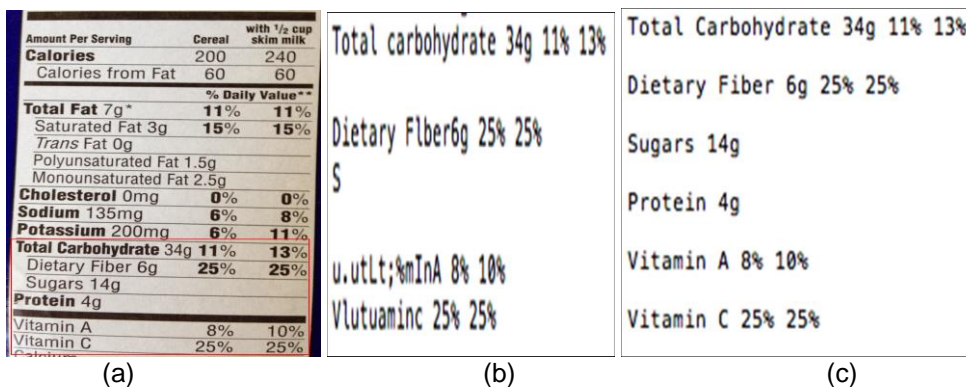 Amount Per Serving Cereal with 1/2 cup skim milk
Calories 200 240
Calories from Fat 60 60
% Daily Value**
Total Fat 7g* 11% 11%
Saturated Fat 3g 15% 15%
Trans Fat 0g
Polyunsaturated Fat 1.5g
Monounsaturated Fat 2.5g
Cholesterol 0mg 0% 0%
Sodium 135mg 6% 8%
Potassium 200mg 6% 11%
Total Carbohydrate 34g 11% 13%
Dietary Fiber 6g 25% 25%
Sugars 14g
Protein 4g
Vitamin A 8% 10%
Vitamin C 25% 25%
Calcium
(a)
Total carbohydrate 34g 11% 13%
Dietary Flber6g 25% 25%
S
u.utLt;%mInA 8% 10%
Vlutuaminc 25% 25%
(b)
Total Carbohydrate 34g 11% 13%
Dietary Fiber 6g 25% 25%
Sugars 14g
Protein 4g
Vitamin A 8% 10%
Vitamin C 25% 25%
(c)